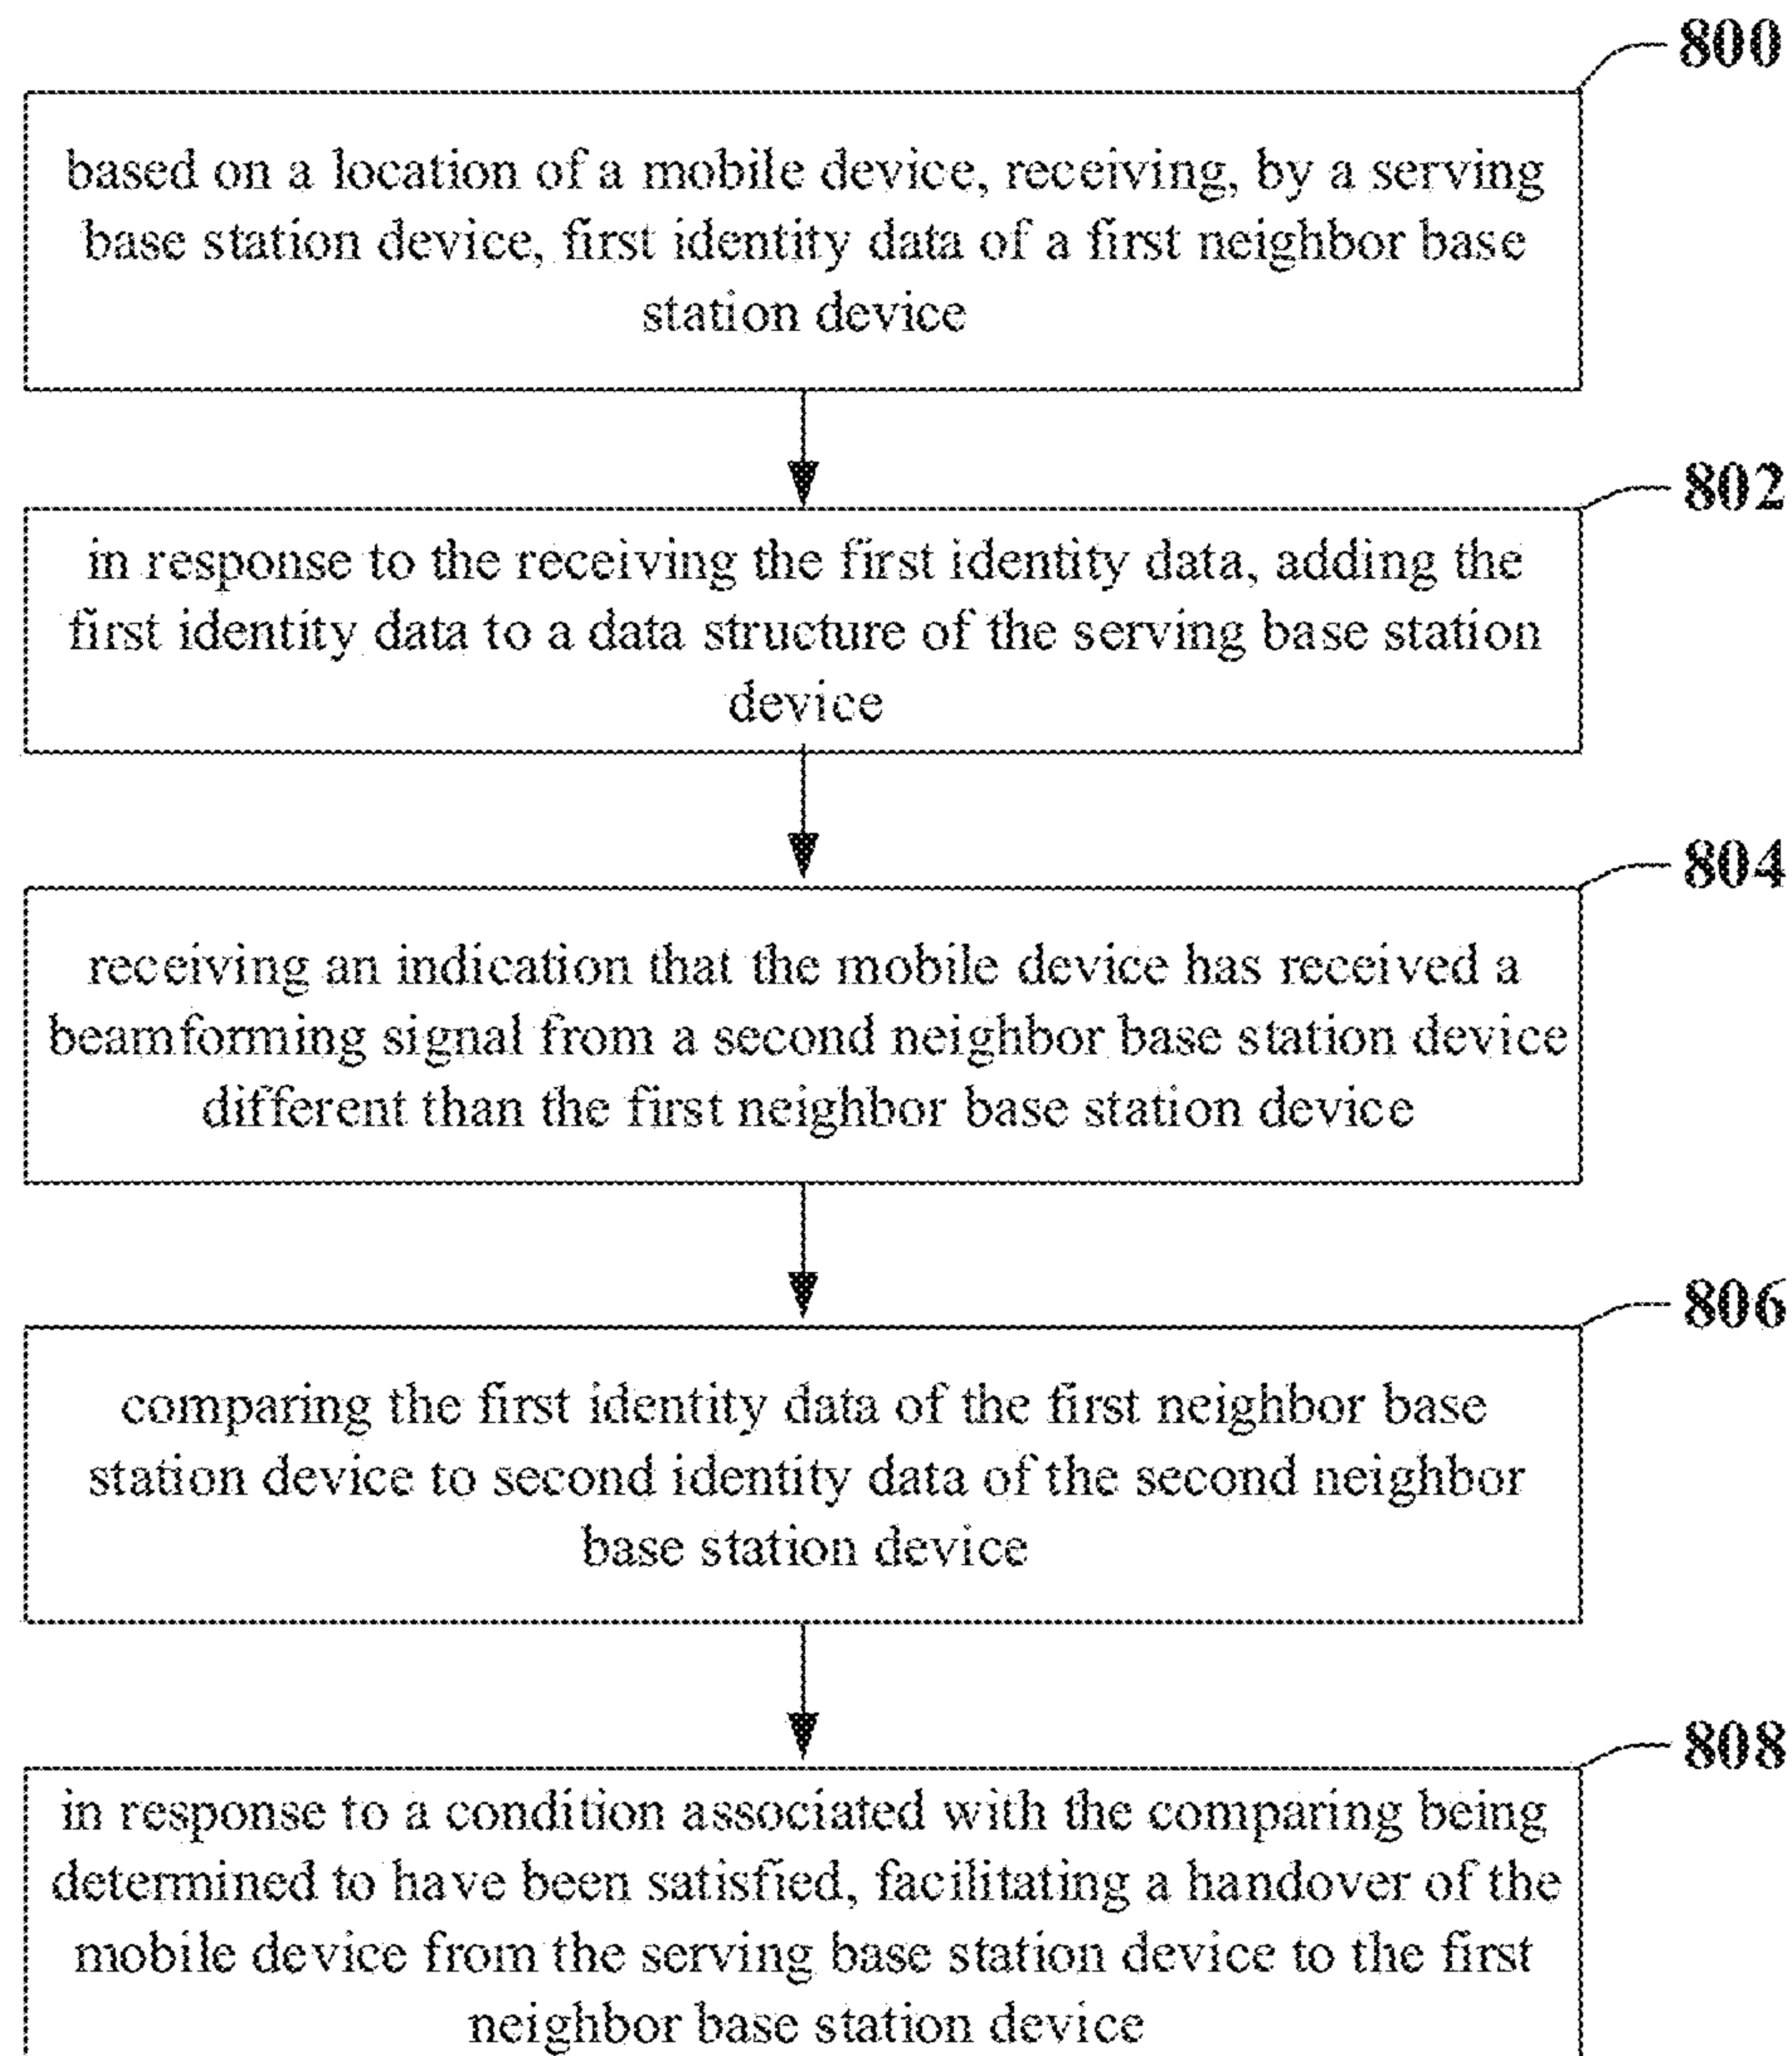 800
based on a location of a mobile device, receiving, by a serving
base station device, first identity data of a first neighbor base
station device
802
in response to the receiving the first identity data, adding the
first identity data to a data structure of the serving base station
device
804
receiving an indication that the mobile device has received a
beamforming signal from a second neighbor base station device
different than the first neighbor base station device
806
comparing the first identity data of the first neighbor base
station device to second identity data of the second neighbor
base station device
808
in response to a condition associated with the comparing being
determined to have been satisfied, facilitating a handover of the
mobile device from the serving base station device to the first
neighbor base station device